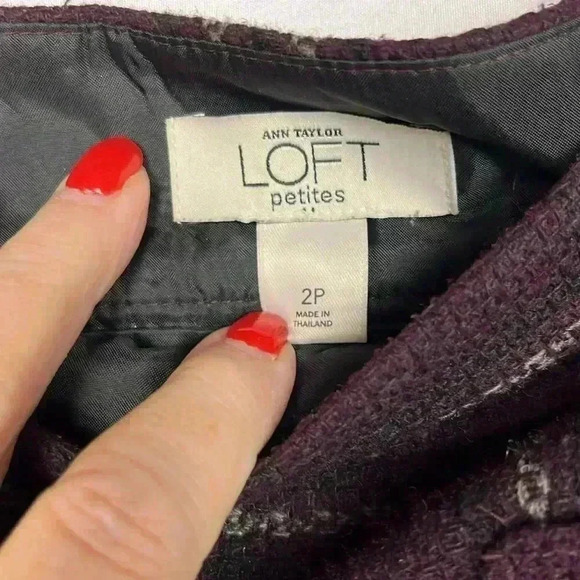 ANN TAYLOR
LOFT
petites
2P
MADE IN
THAILAND